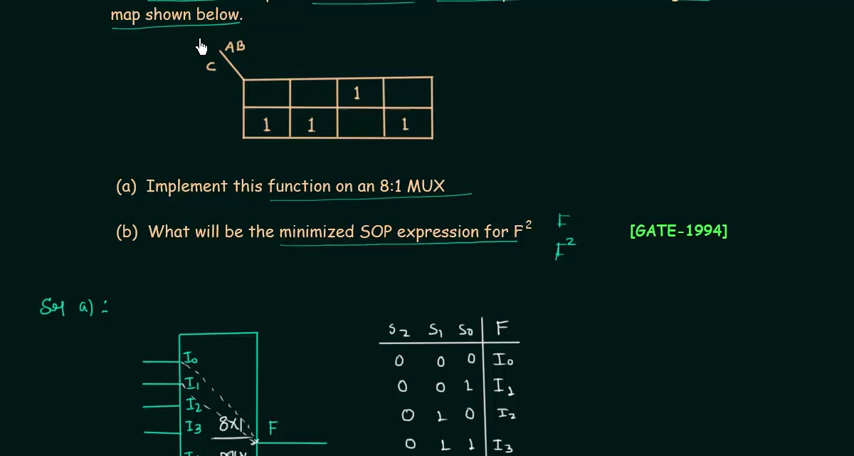 map shown below.
AB
C
1
1 1 1
(a) Implement this function on an 8:1 MUX
(b) What will be the minimized SOP expression for F² F
F²
[GATE-1994]
Sol a) :
S₂ S₁ S₀ F
I₀ 0 0 0 I₀
I₁ 0 0 1 I₁
I₂ 0 1 0 I₂
I₃ 8x1 F 0 1 1 I₃